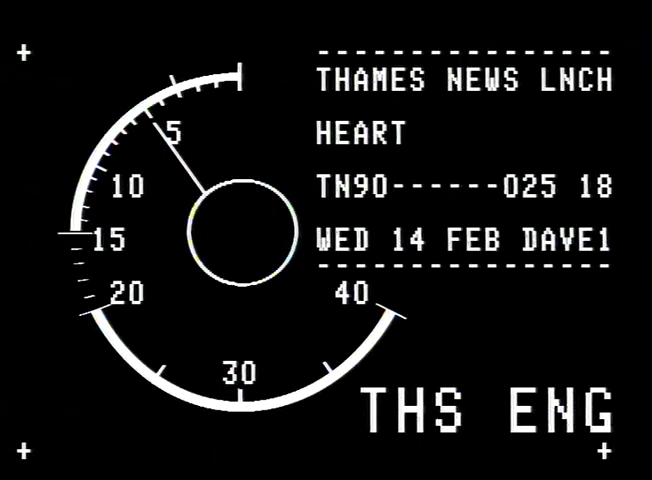 THAMES NEWS LNCH
HEART
TN90------025 18
WED 14 FEB DAVE1
5
10
15
20
30
40
THS ENG